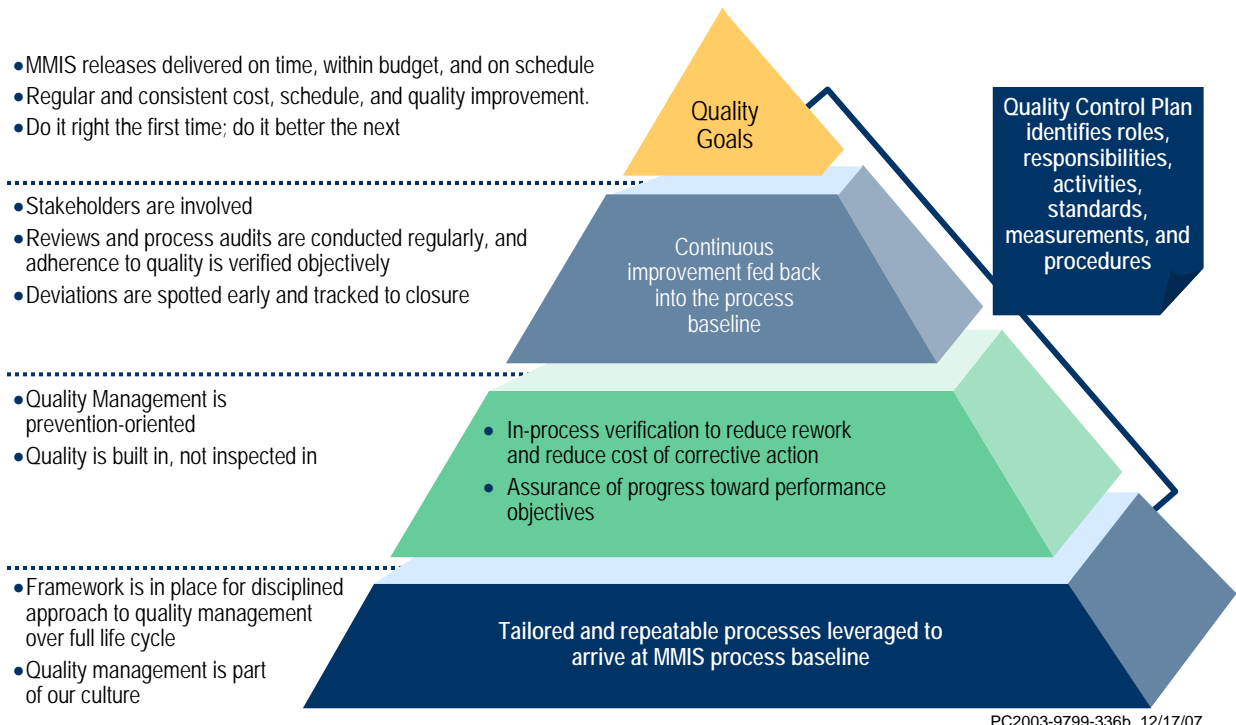 • MMIS releases delivered on time, within budget, and on schedule
• Regular and consistent cost, schedule, and quality improvement.
• Do it right the first time; do it better the next
Quality
Goals
Quality Control Plan
identifies roles,
responsibilities,
activities,
standards,
measurements, and
procedures
• Stakeholders are involved
• Reviews and process audits are conducted regularly, and
adherence to quality is verified objectively
• Deviations are spotted early and tracked to closure
Continuous
improvement fed back
into the process
baseline
• Quality Management is
prevention-oriented
• Quality is built in, not inspected in
• In-process verification to reduce rework
and reduce cost of corrective action
• Assurance of progress toward performance
objectives
• Framework is in place for disciplined
approach to quality management
over full life cycle
• Quality management is part
of our culture
Tailored and repeatable processes leveraged to
arrive at MMIS process baseline
PC2003-9799-336b 12/17/07